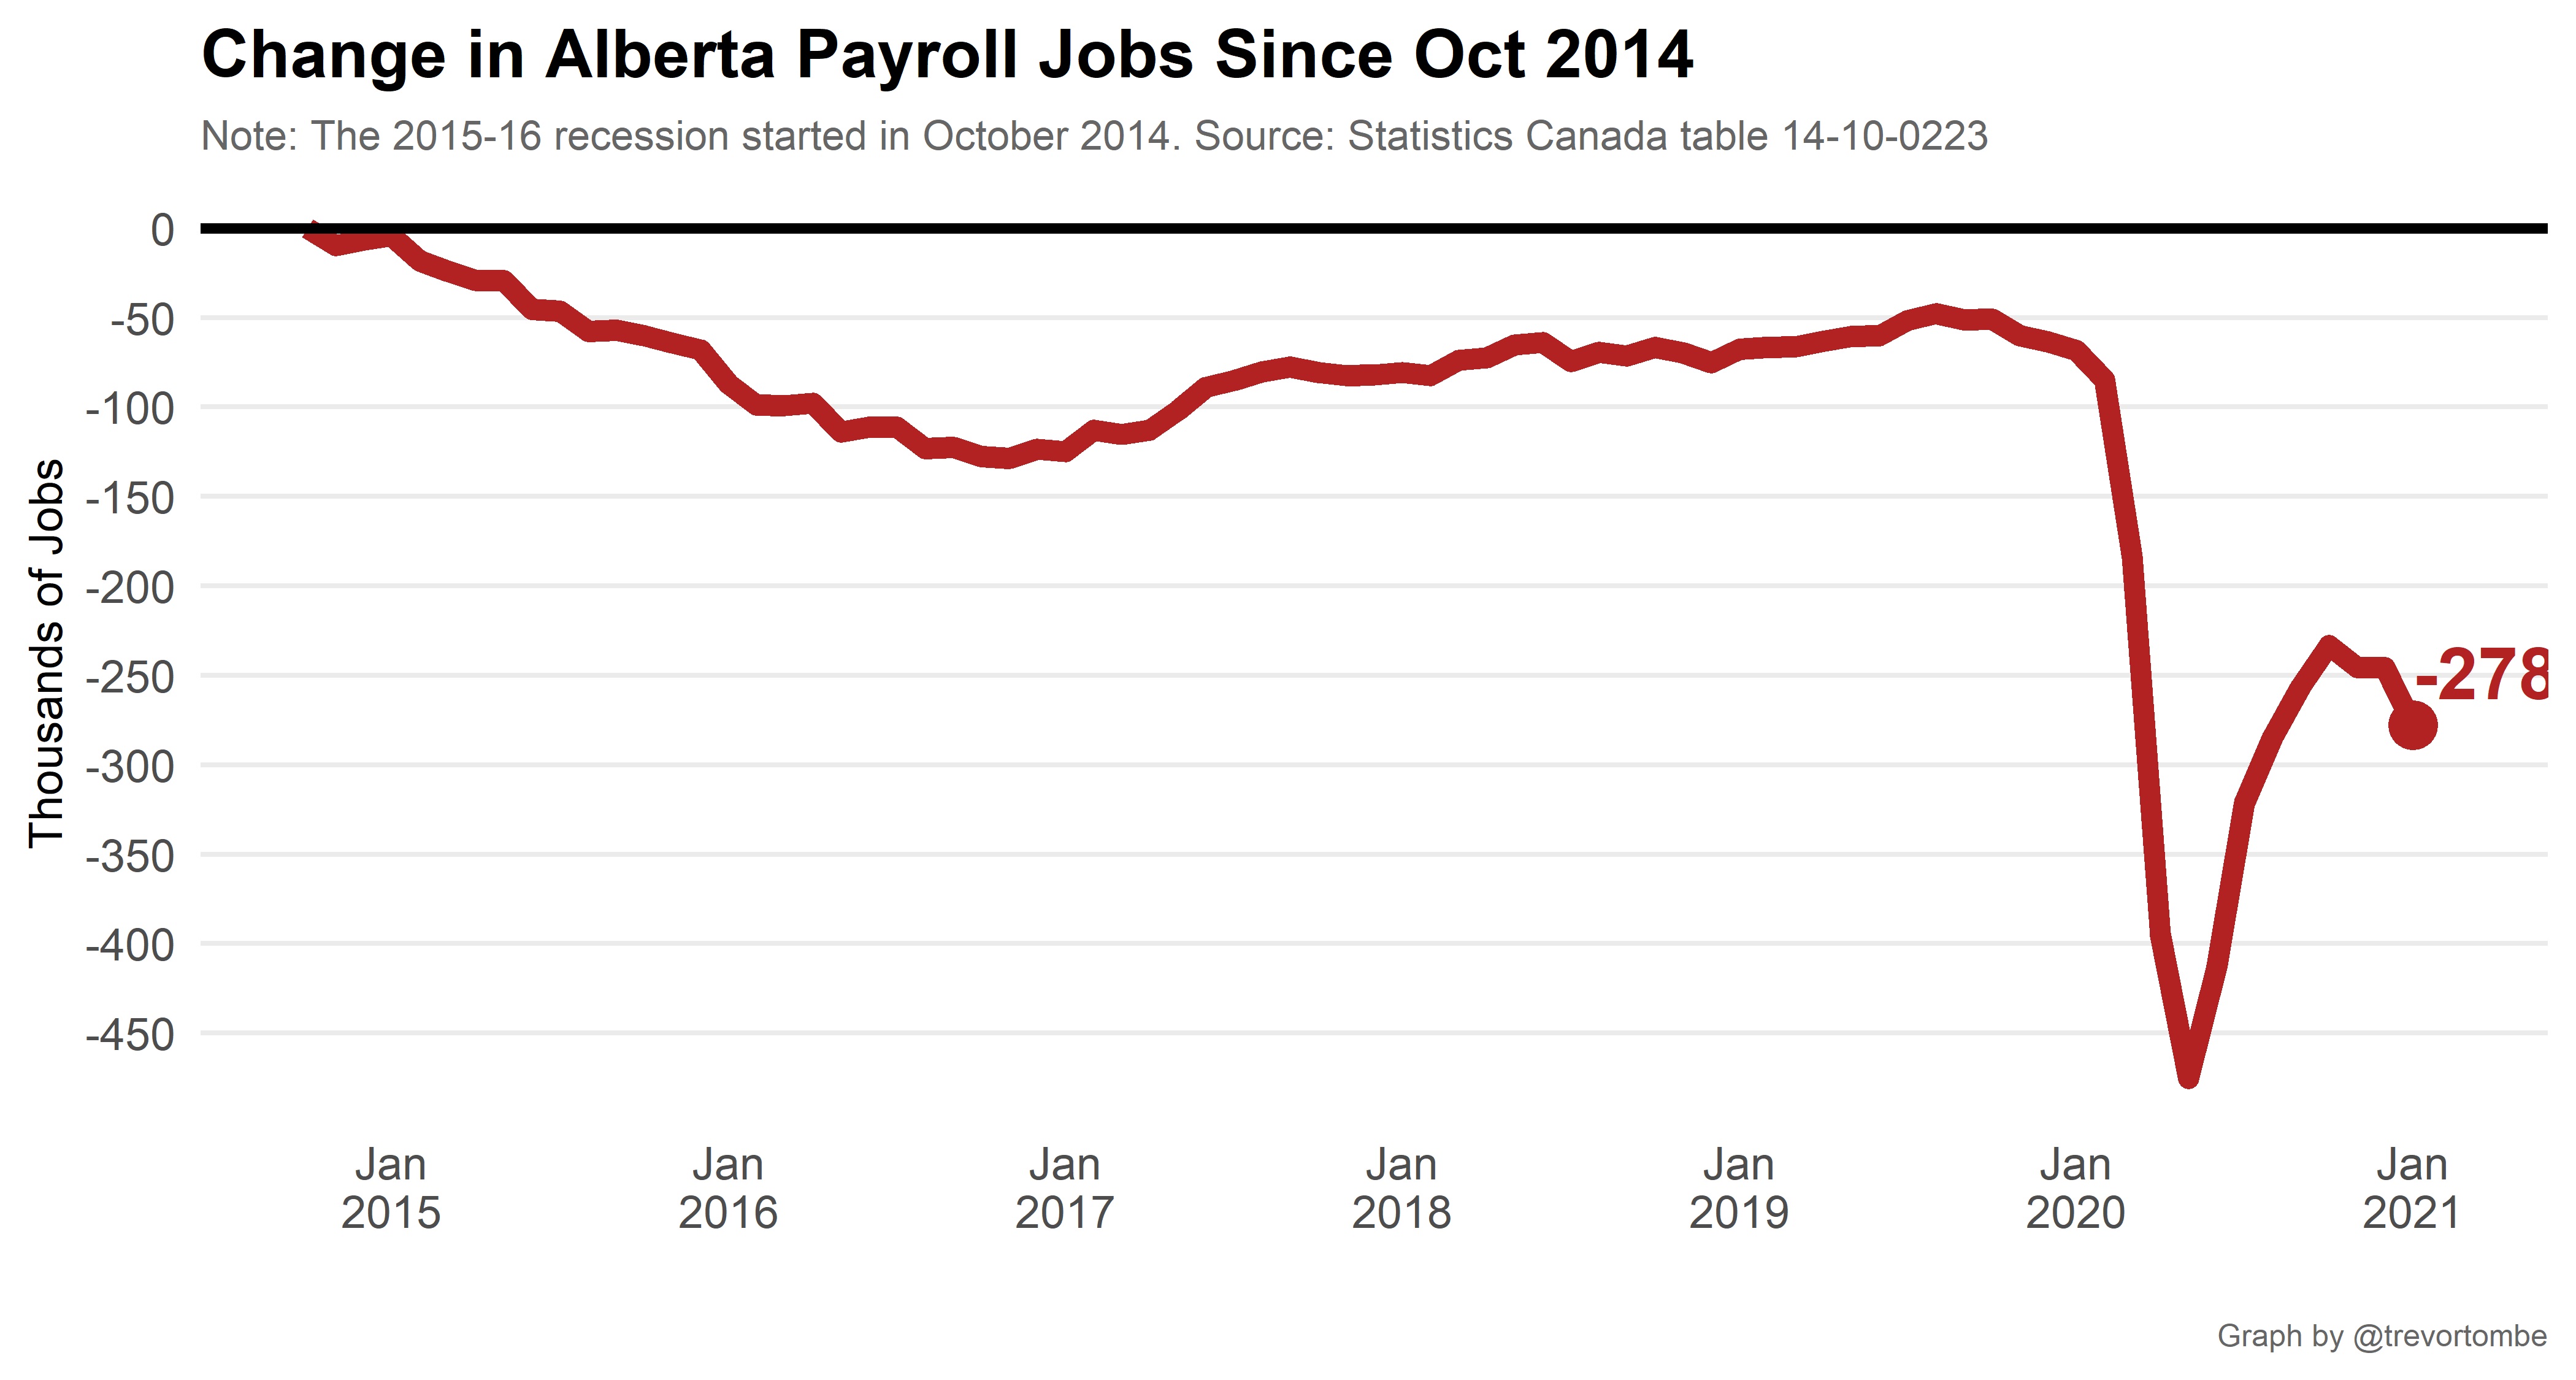 Change in Alberta Payroll Jobs Since Oct 2014
Note: The 2015-16 recession started in October 2014. Source: Statistics Canada table 14-10-0223
Thousands of Jobs
0
-50
-100
-150
-200
-250
-300
-350
-400
-450
-278
Jan 2015
Jan 2016
Jan 2017
Jan 2018
Jan 2019
Jan 2020
Jan 2021
Graph by @trevortombe